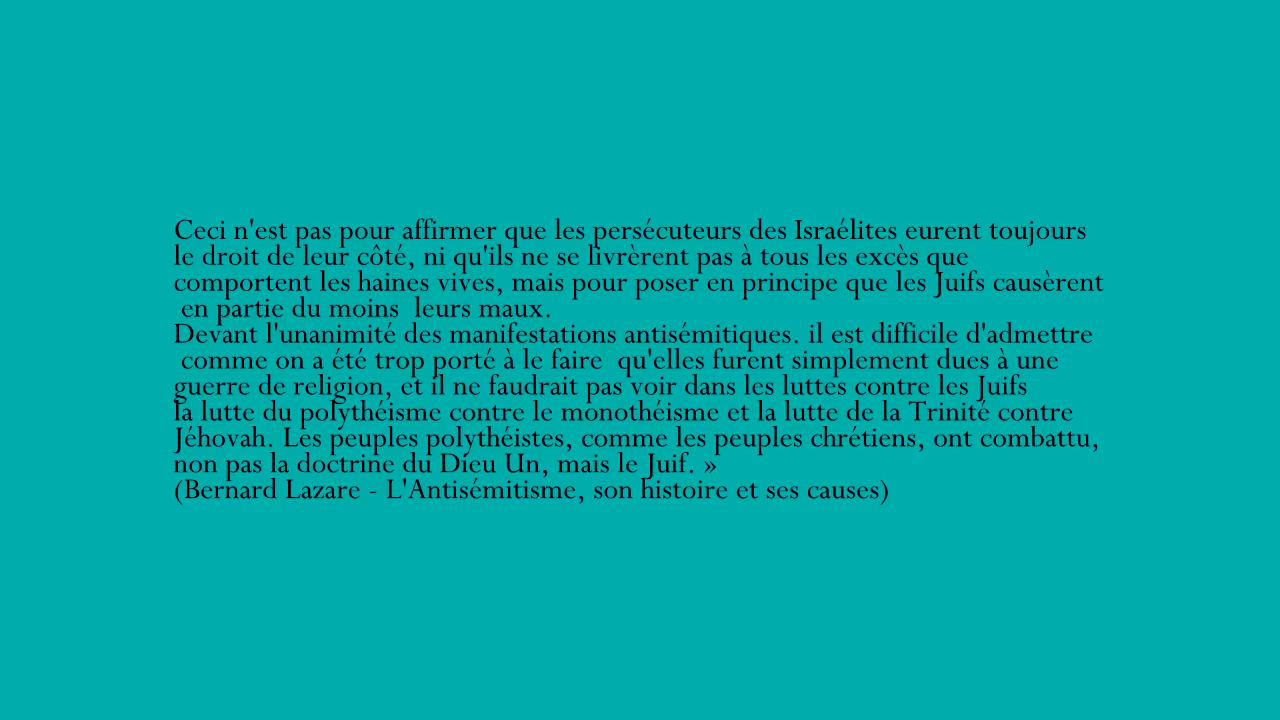 Ceci n'est pas pour affirmer que les persécuteurs des Israélites eurent toujours
le droit de leur côté, ni qu'ils ne se livrèrent pas à tous les excès que
comportent les haines vives, mais pour poser en principe que les Juifs causèrent
en partie du moins  leurs maux.
Devant l'unanimité des manifestations antisémitiques. il est difficile d'admettre
comme on a été trop porté à le faire  qu'elles furent simplement dues à une
guerre de religion, et il ne faudrait pas voir dans les luttes contre les Juifs
la lutte du polythéisme contre le monothéisme et la lutte de la Trinité contre
Jéhovah. Les peuples polythéistes, comme les peuples chrétiens, ont combattu,
non pas la doctrine du Dieu Un, mais le Juif. »
(Bernard Lazare - L'Antisémitisme, son histoire et ses causes)